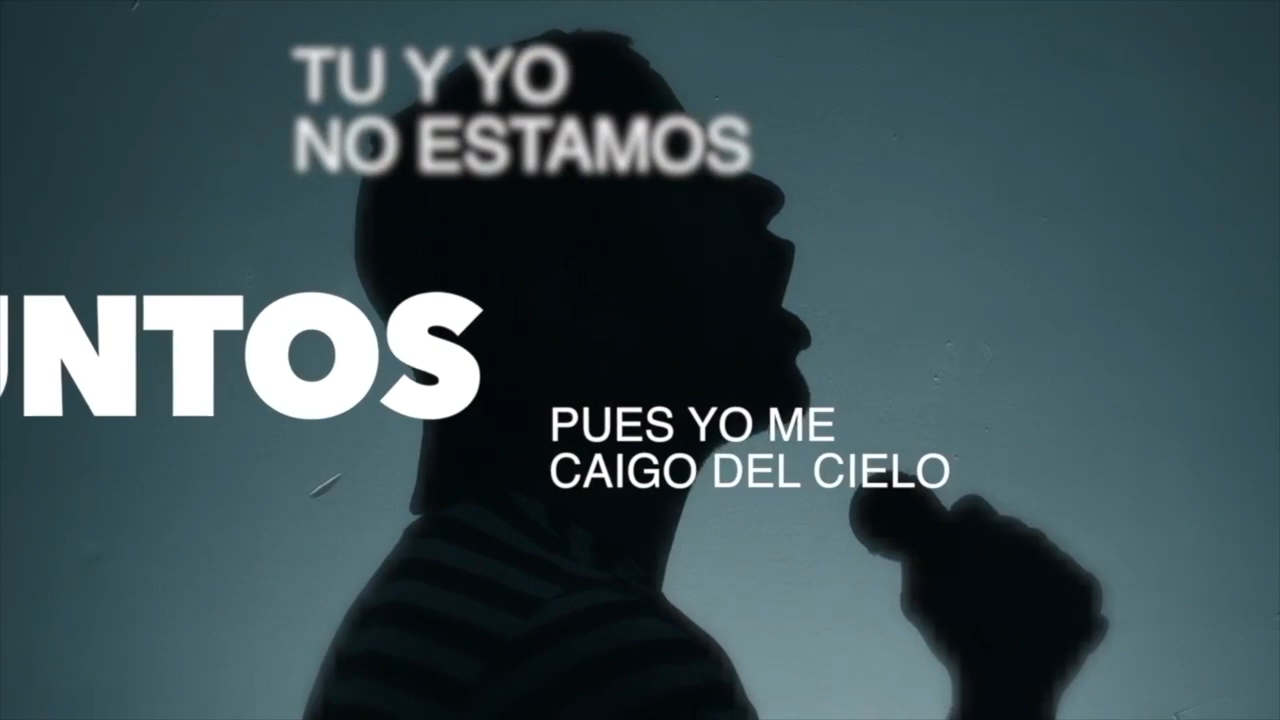 TU Y YO
NO ESTAMOS
UNTOS
PUES YO ME
CAIGO DEL CIELO